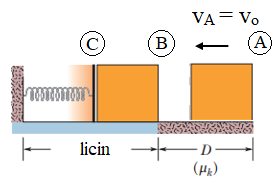 V_A = V_o
C B A
licin D
(μ_k)